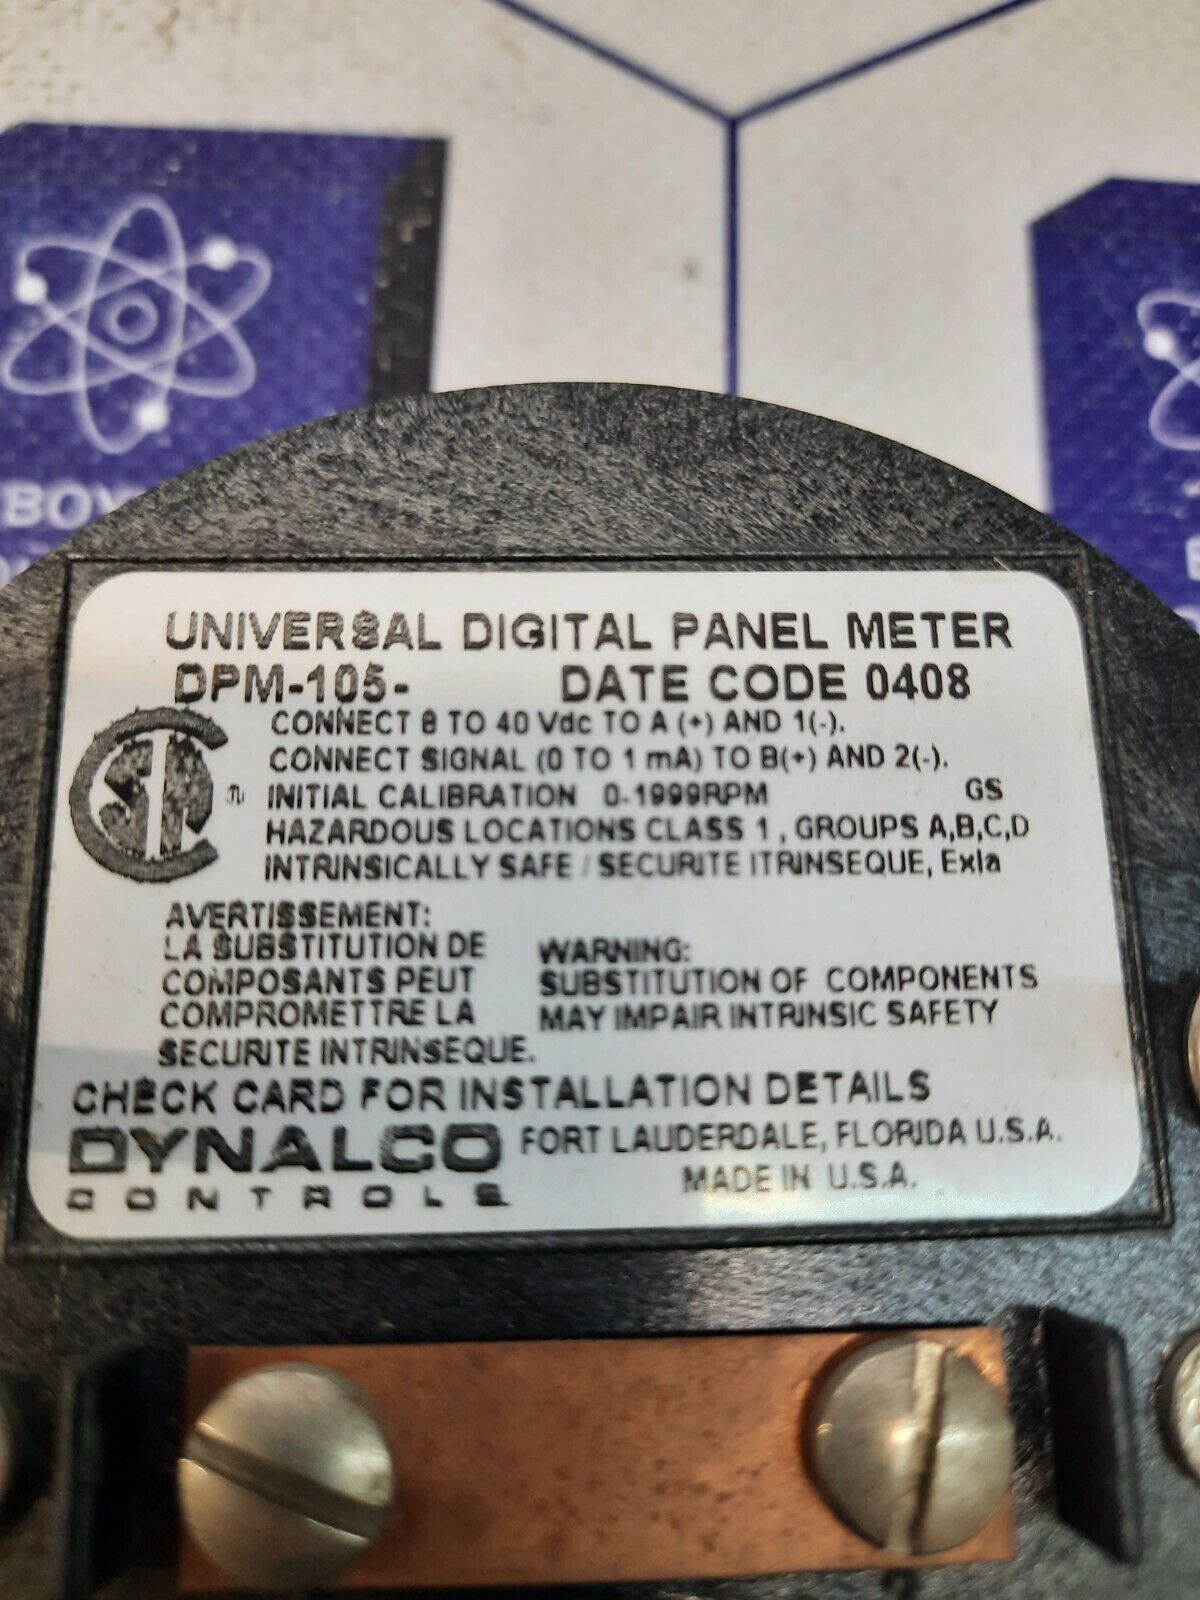 UNIVERSAL DIGITAL PANEL METER
DPM-105- DATE CODE 0408
CONNECT 8 TO 40 Vdc TO A (+) AND 1(-).
CONNECT SIGNAL (0 TO 1 mA) TO B(+) AND 2(-).
INITIAL CALIBRATION 0-1999RPM GS
HAZARDOUS LOCATIONS CLASS 1, GROUPS A,B,C,D
INTRINSICALLY SAFE / SECURITE ITRINSEQUE, Exia
AVERTISSEMENT:
LA SUBSTITUTION DE
COMPOSANTS PEUT
COMPROMETTRE LA
SECURITE INTRINSEQUE.
WARNING:
SUBSTITUTION OF COMPONENTS
MAY IMPAIR INTRINSIC SAFETY
CHECK CARD FOR INSTALLATION DETAILS
DYNALCO FORT LAUDERDALE, FLORIDA U.S.A.
CONTROLS MADE IN U.S.A.